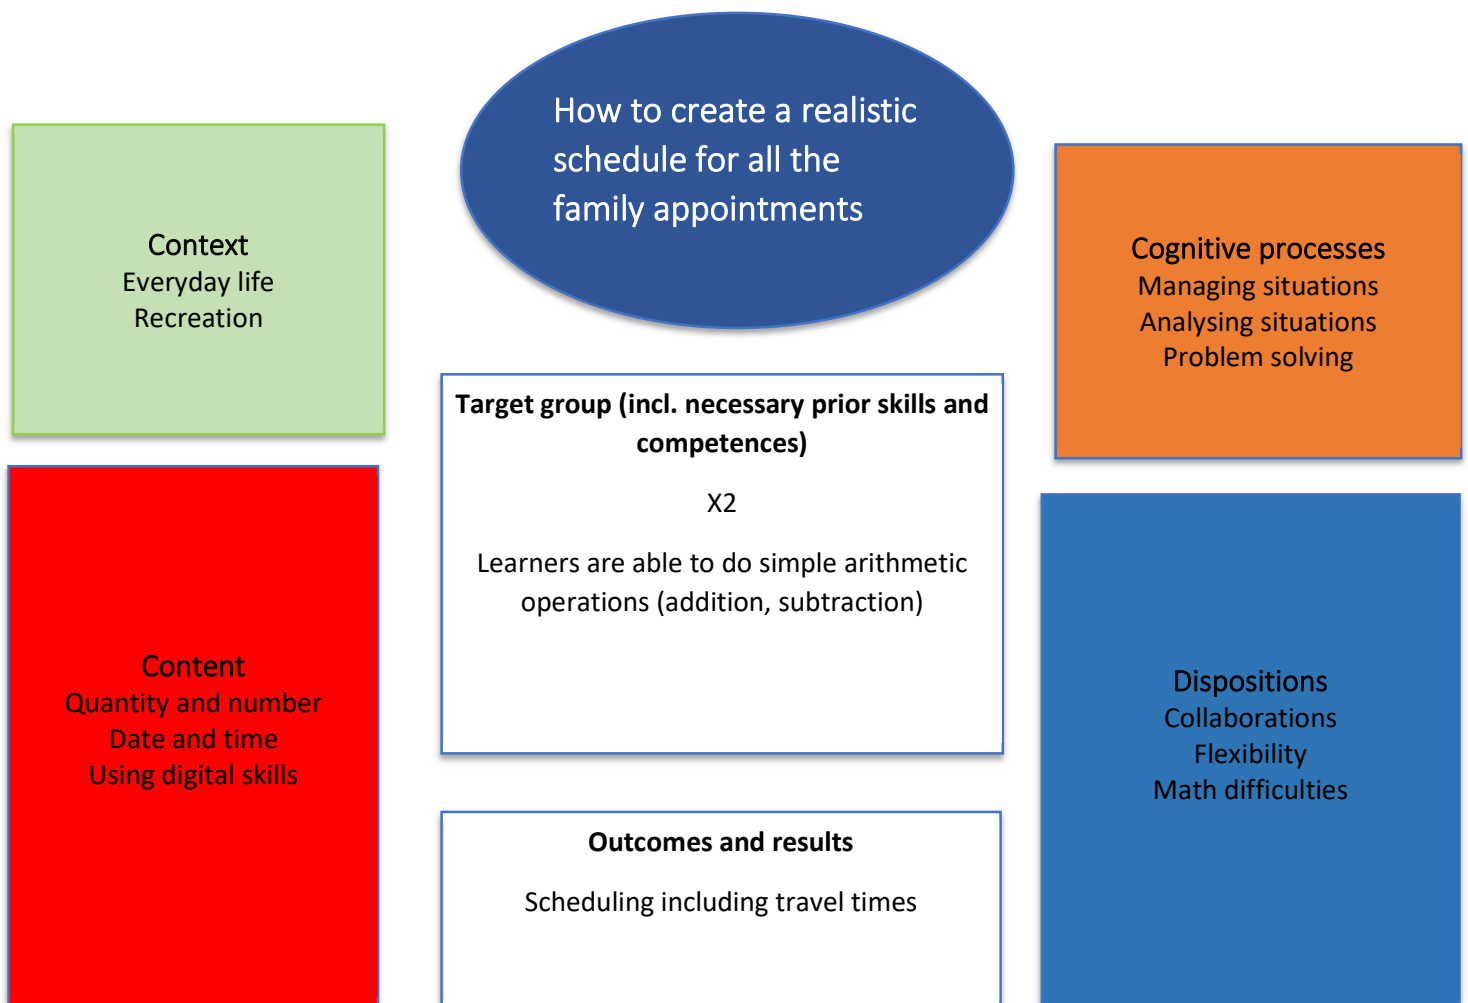 How to create a realistic
schedule for all the
family appointments
Context
Everyday life
Recreation
Cognitive processes
Managing situations
Analysing situations
Problem solving
Target group (incl. necessary prior skills and
competences)
X2
Learners are able to do simple arithmetic
operations (addition, subtraction)
Content
Quantity and number
Date and time
Using digital skills
Dispositions
Collaborations
Flexibility
Math difficulties
Outcomes and results
Scheduling including travel times